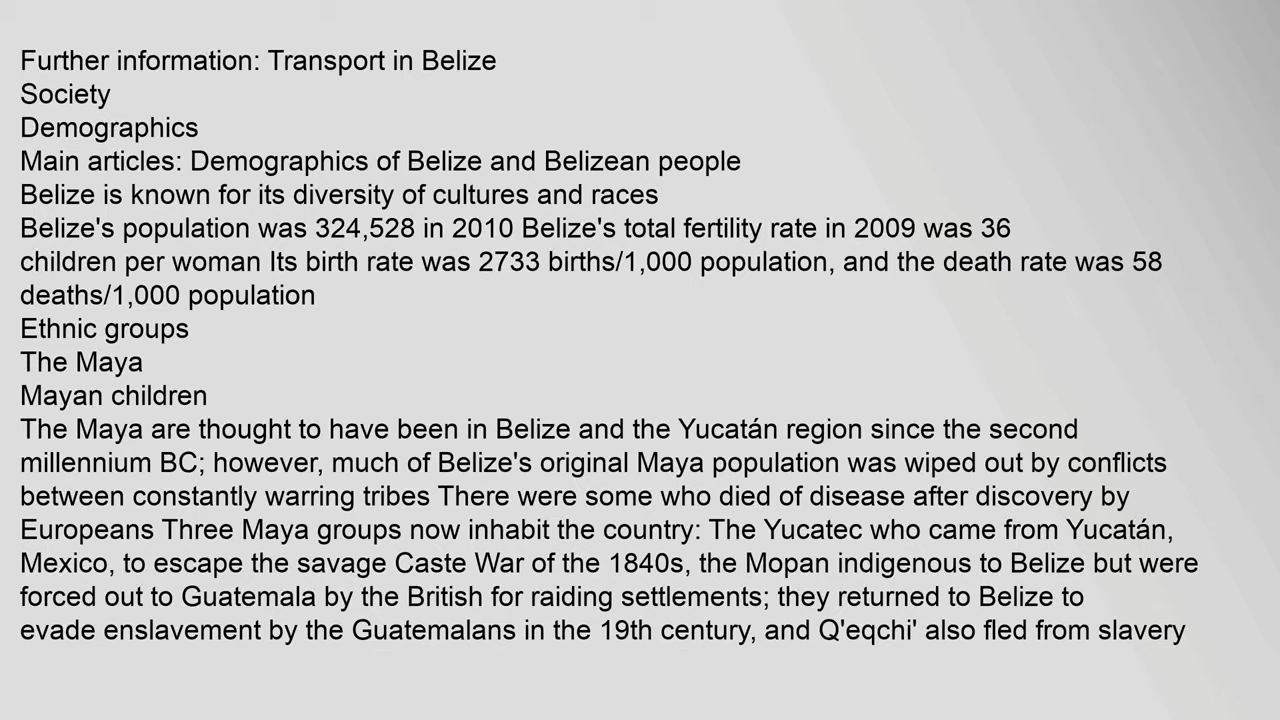 Further information: Transport in Belize
Society
Demographics
Main articles: Demographics of Belize and Belizean people
Belize is known for its diversity of cultures and races
Belize's population was 324,528 in 2010 Belize's total fertility rate in 2009 was 36
children per woman Its birth rate was 2733 births/1,000 population, and the death rate was 58
deaths/1,000 population
Ethnic groups
The Maya
Mayan children
The Maya are thought to have been in Belize and the Yucatán region since the second
millennium BC; however, much of Belize's original Maya population was wiped out by conflicts
between constantly warring tribes There were some who died of disease after discovery by
Europeans Three Maya groups now inhabit the country: The Yucatec who came from Yucatán,
Mexico, to escape the savage Caste War of the 1840s, the Mopan indigenous to Belize but were
forced out to Guatemala by the British for raiding settlements; they returned to Belize to
evade enslavement by the Guatemalans in the 19th century, and Q'eqchi' also fled from slavery